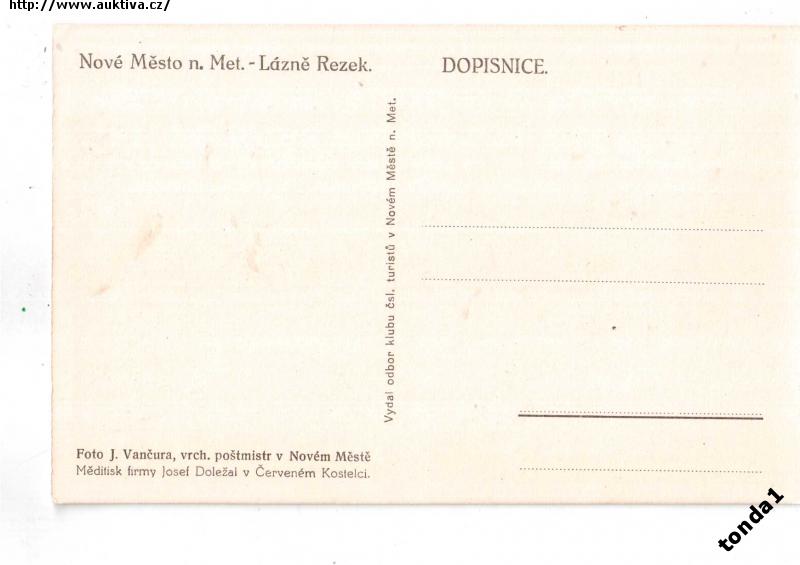 http://www.auktiva.cz/
Nové Město n. Met. - Lázně Rezek.
DOPISNICE.
Vydal odbor klubu čsl. turistů v Novém Městě n. Met.
Foto J. Vančura, vrch. poštmistr v Novém Městě
Měditisk firmy Josef Doležal v Červeném Kostelci.
tonda1